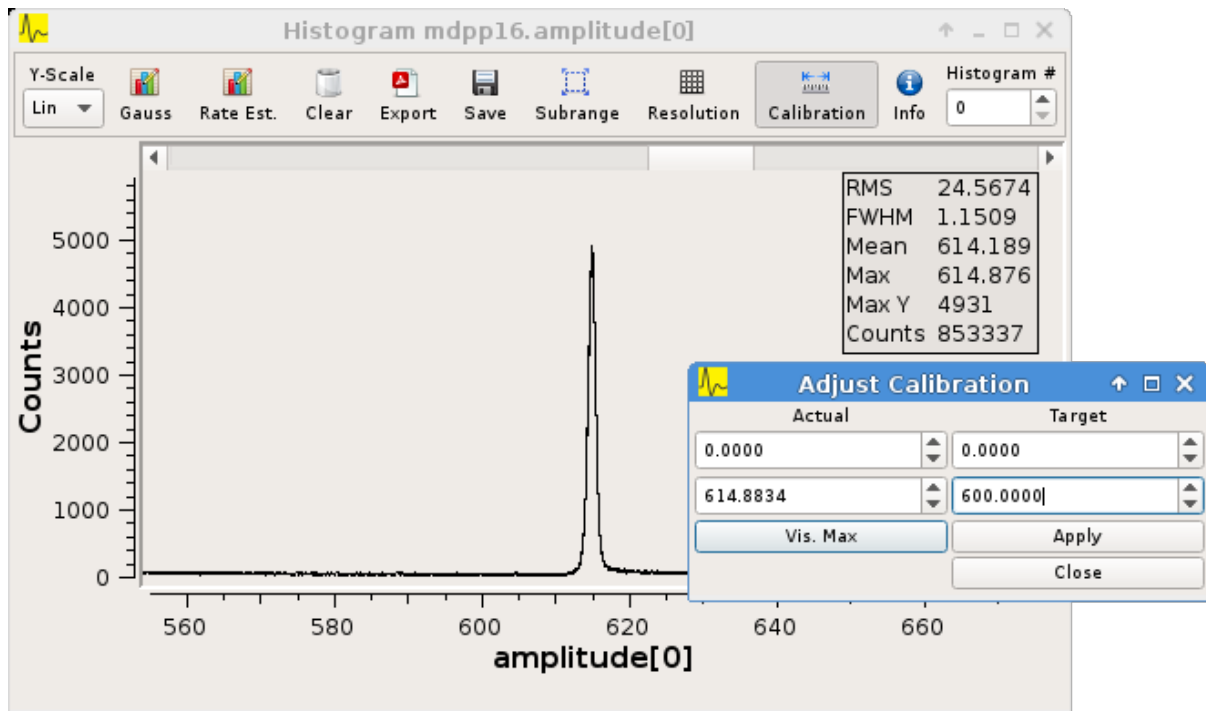 Histogram mdpp16.amplitude[0]
Y-Scale
Lin
Gauss
Rate Est.
Clear
Export
Save
Subrange
Resolution
Calibration
Info
Histogram #
0
RMS 24.5674
FWHM 1.1509
Mean 614.189
Max 614.876
Max Y 4931
Counts 853337
Counts
5000
4000
3000
2000
1000
0
560 580 600 620 640 660
amplitude[0]
Adjust Calibration
Actual Target
0.0000 0.0000
614.8834 600.0000
Vis. Max Apply
Close